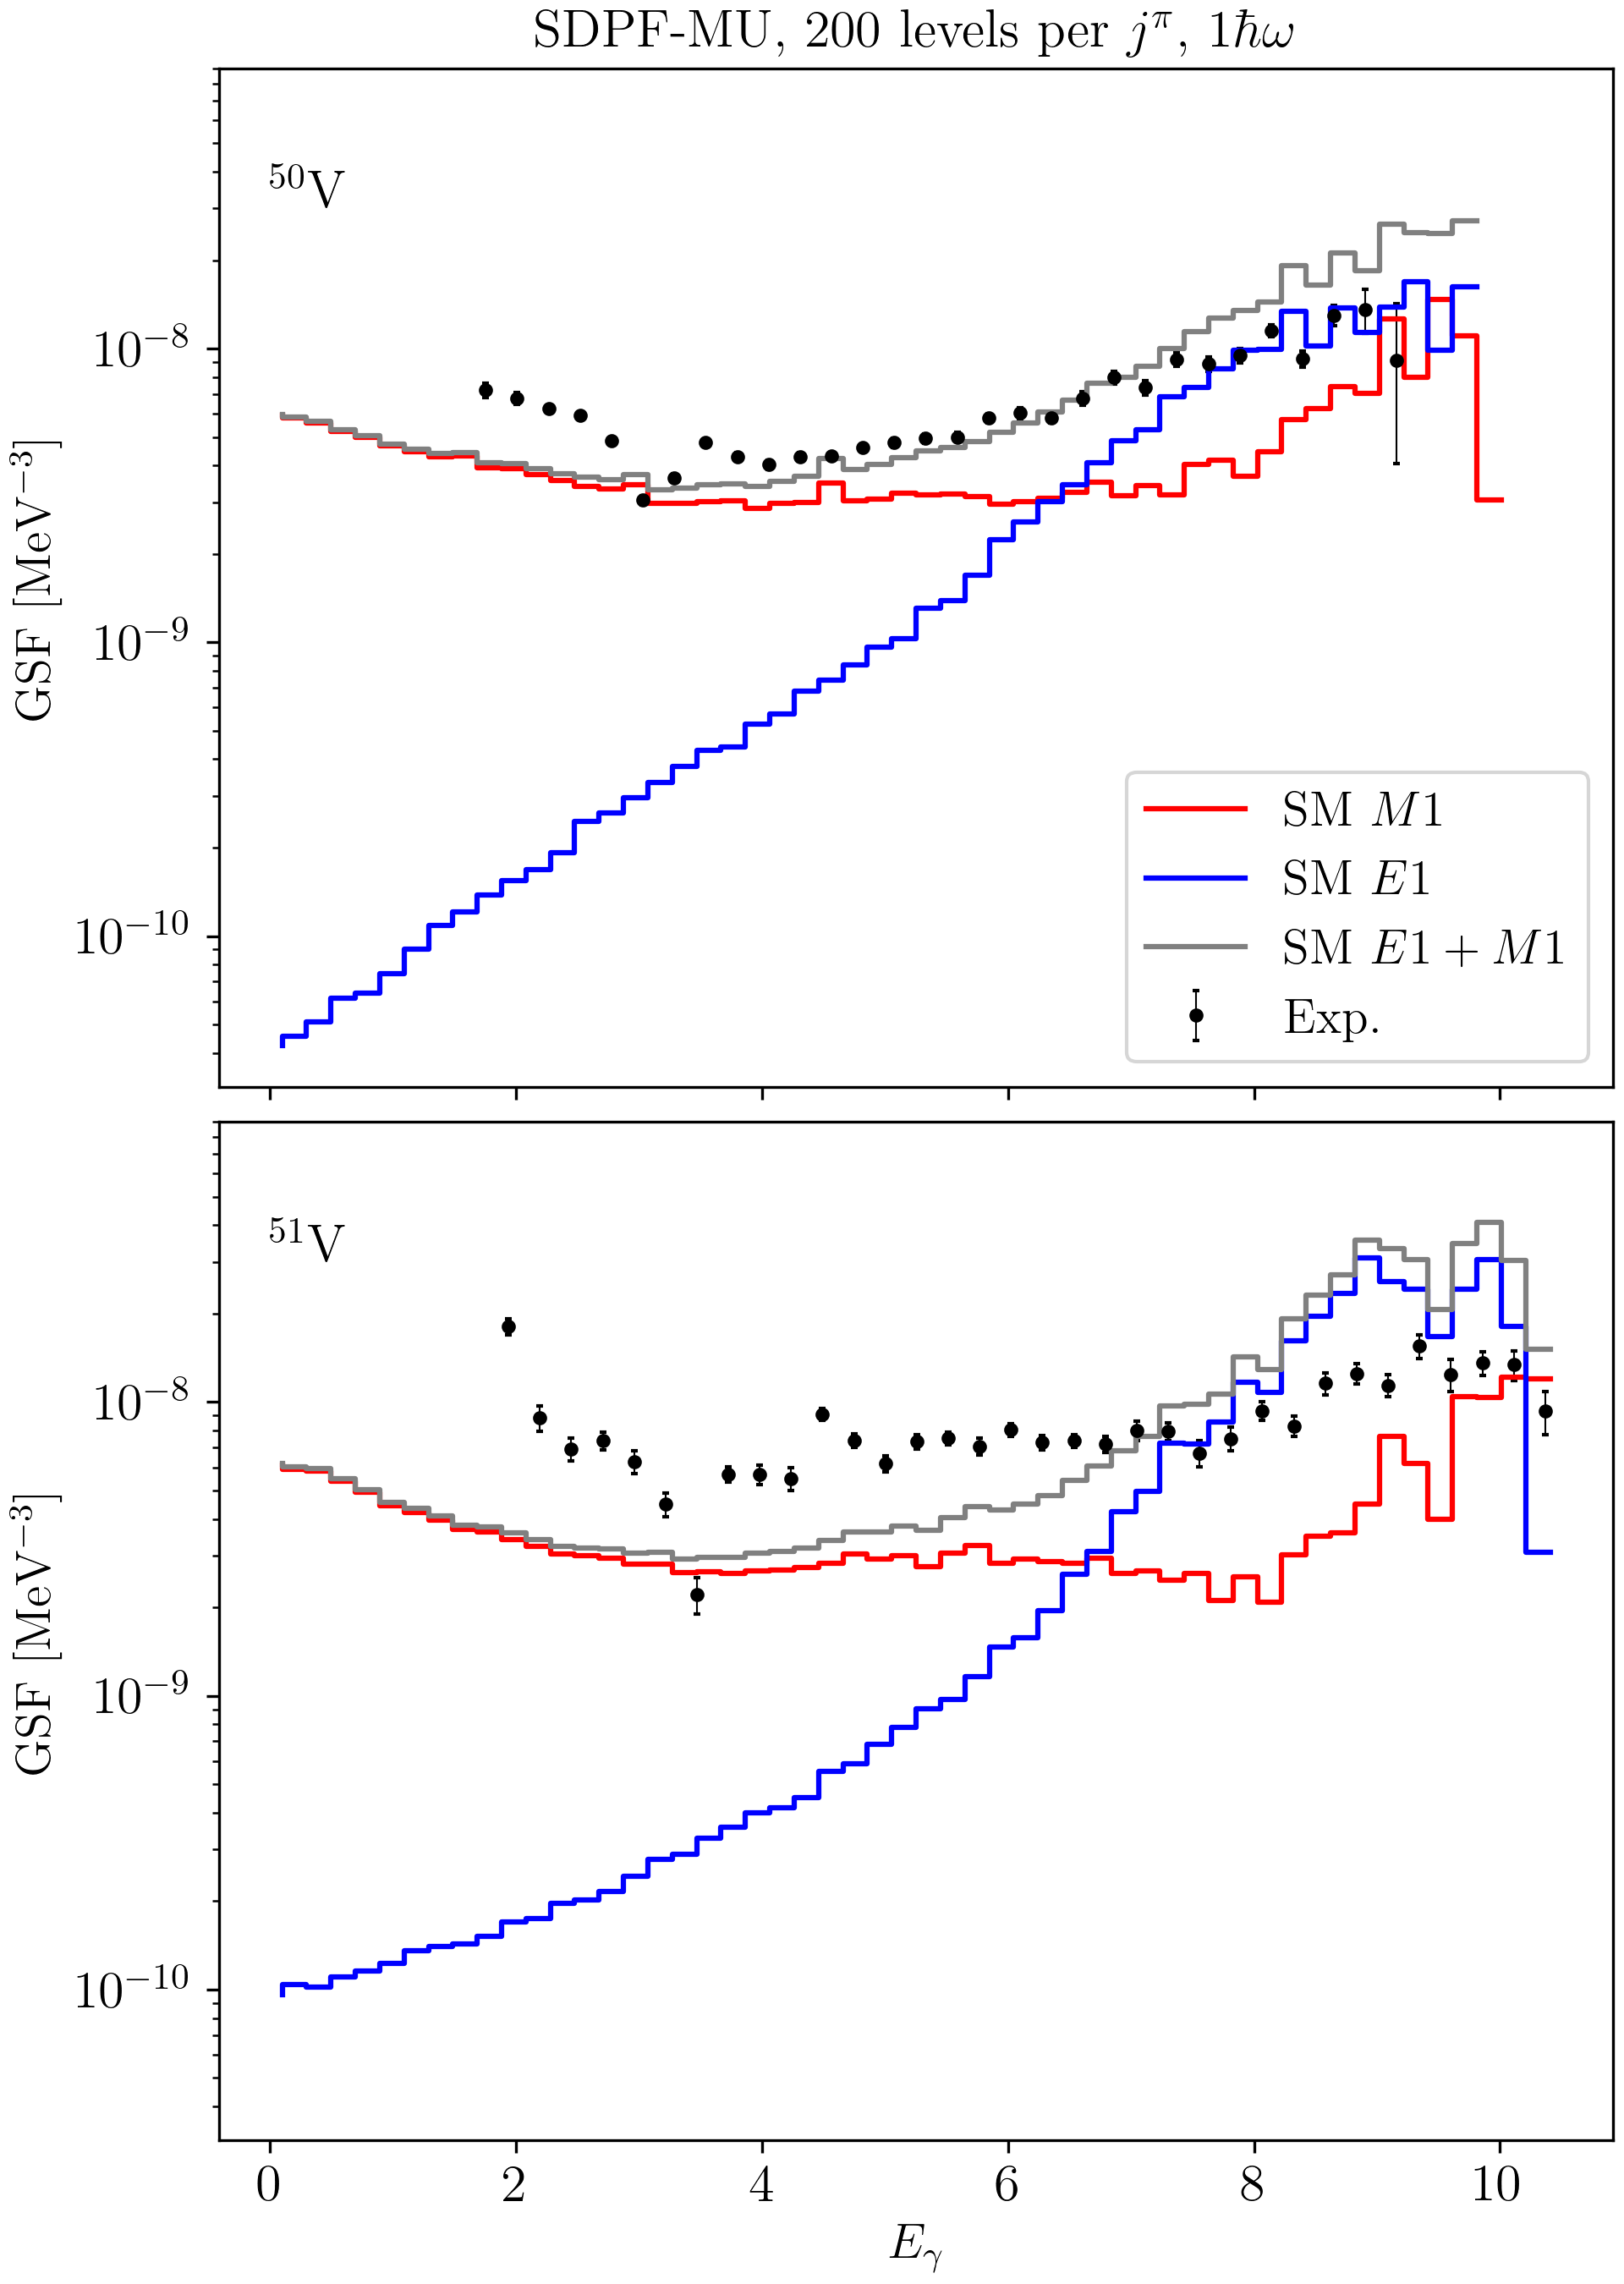 SDPF-MU, 200 levels per j^π, 1ħω
⁵⁰V
10⁻⁸
10⁻⁹
10⁻¹⁰
GSF [MeV⁻³]
SM M1
SM E1
SM E1 + M1
Exp.
⁵¹V
10⁻⁸
10⁻⁹
10⁻¹⁰
GSF [MeV⁻³]
0 2 4 6 8 10
E_γ